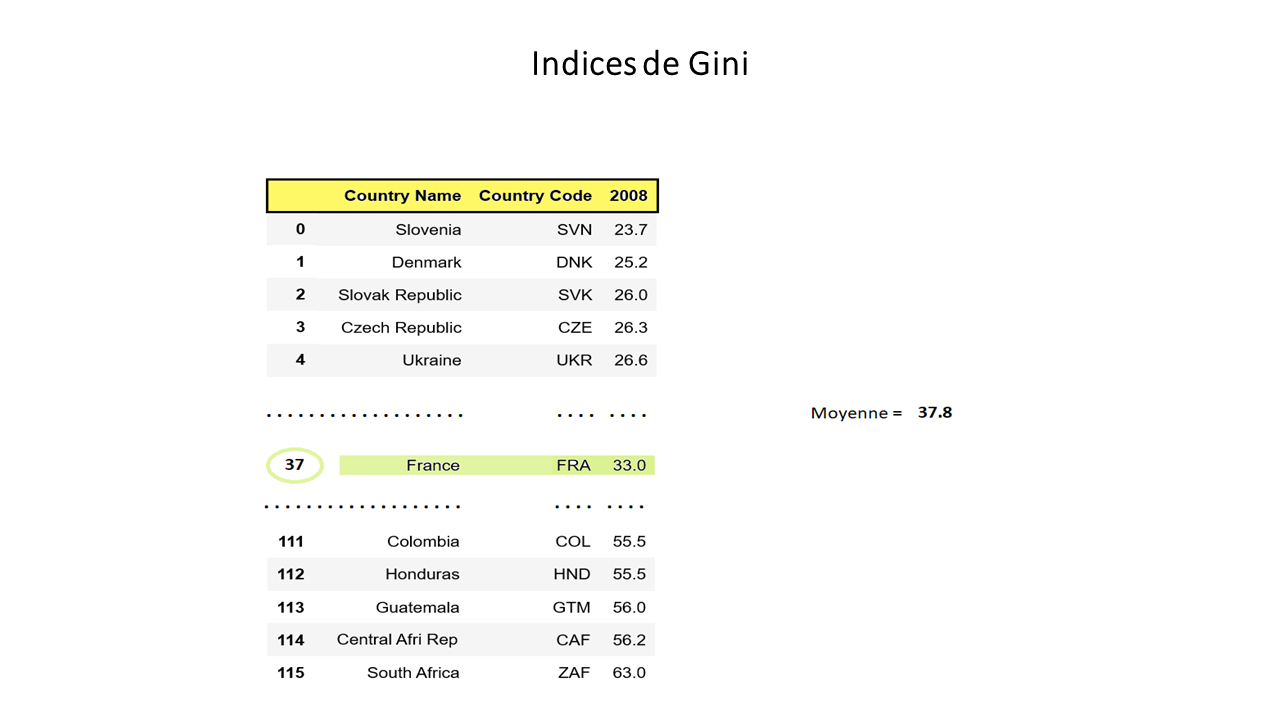 Indices de Gini
Country Name Country Code 2008
0 Slovenia SVN 23.7
1 Denmark DNK 25.2
2 Slovak Republic SVK 26.0
3 Czech Republic CZE 26.3
4 Ukraine UKR 26.6
................... .... ....
Moyenne = 37.8
37 France FRA 33.0
................... .... ....
111 Colombia COL 55.5
112 Honduras HND 55.5
113 Guatemala GTM 56.0
114 Central Afri Rep CAF 56.2
115 South Africa ZAF 63.0